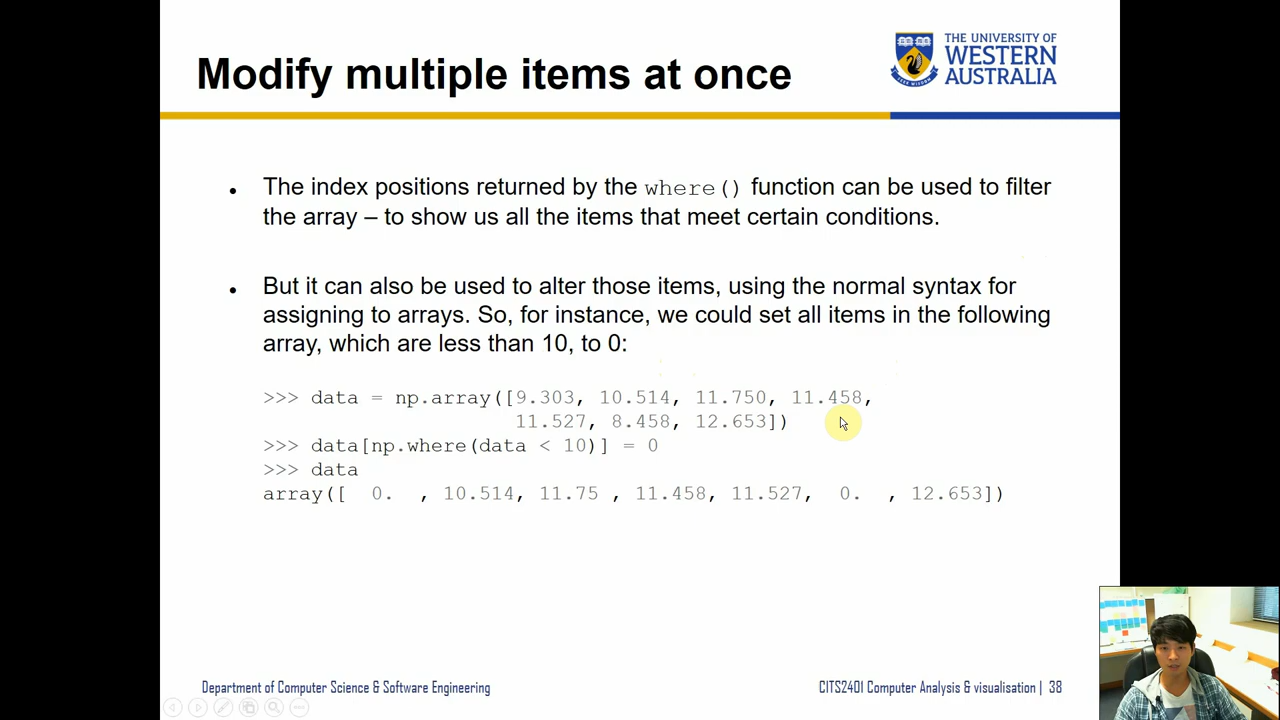 Modify multiple items at once
THE UNIVERSITY OF
WESTERN
AUSTRALIA
• The index positions returned by the where() function can be used to filter
the array – to show us all the items that meet certain conditions.
• But it can also be used to alter those items, using the normal syntax for
assigning to arrays. So, for instance, we could set all items in the following
array, which are less than 10, to 0:
>>> data = np.array([9.303, 10.514, 11.750, 11.458,
11.527, 8.458, 12.653])
>>> data[np.where(data < 10)] = 0
>>> data
array([ 0. , 10.514, 11.75 , 11.458, 11.527, 0. , 12.653])
Department of Computer Science & Software Engineering
CITS2401 Computer Analysis & visualisation | 38